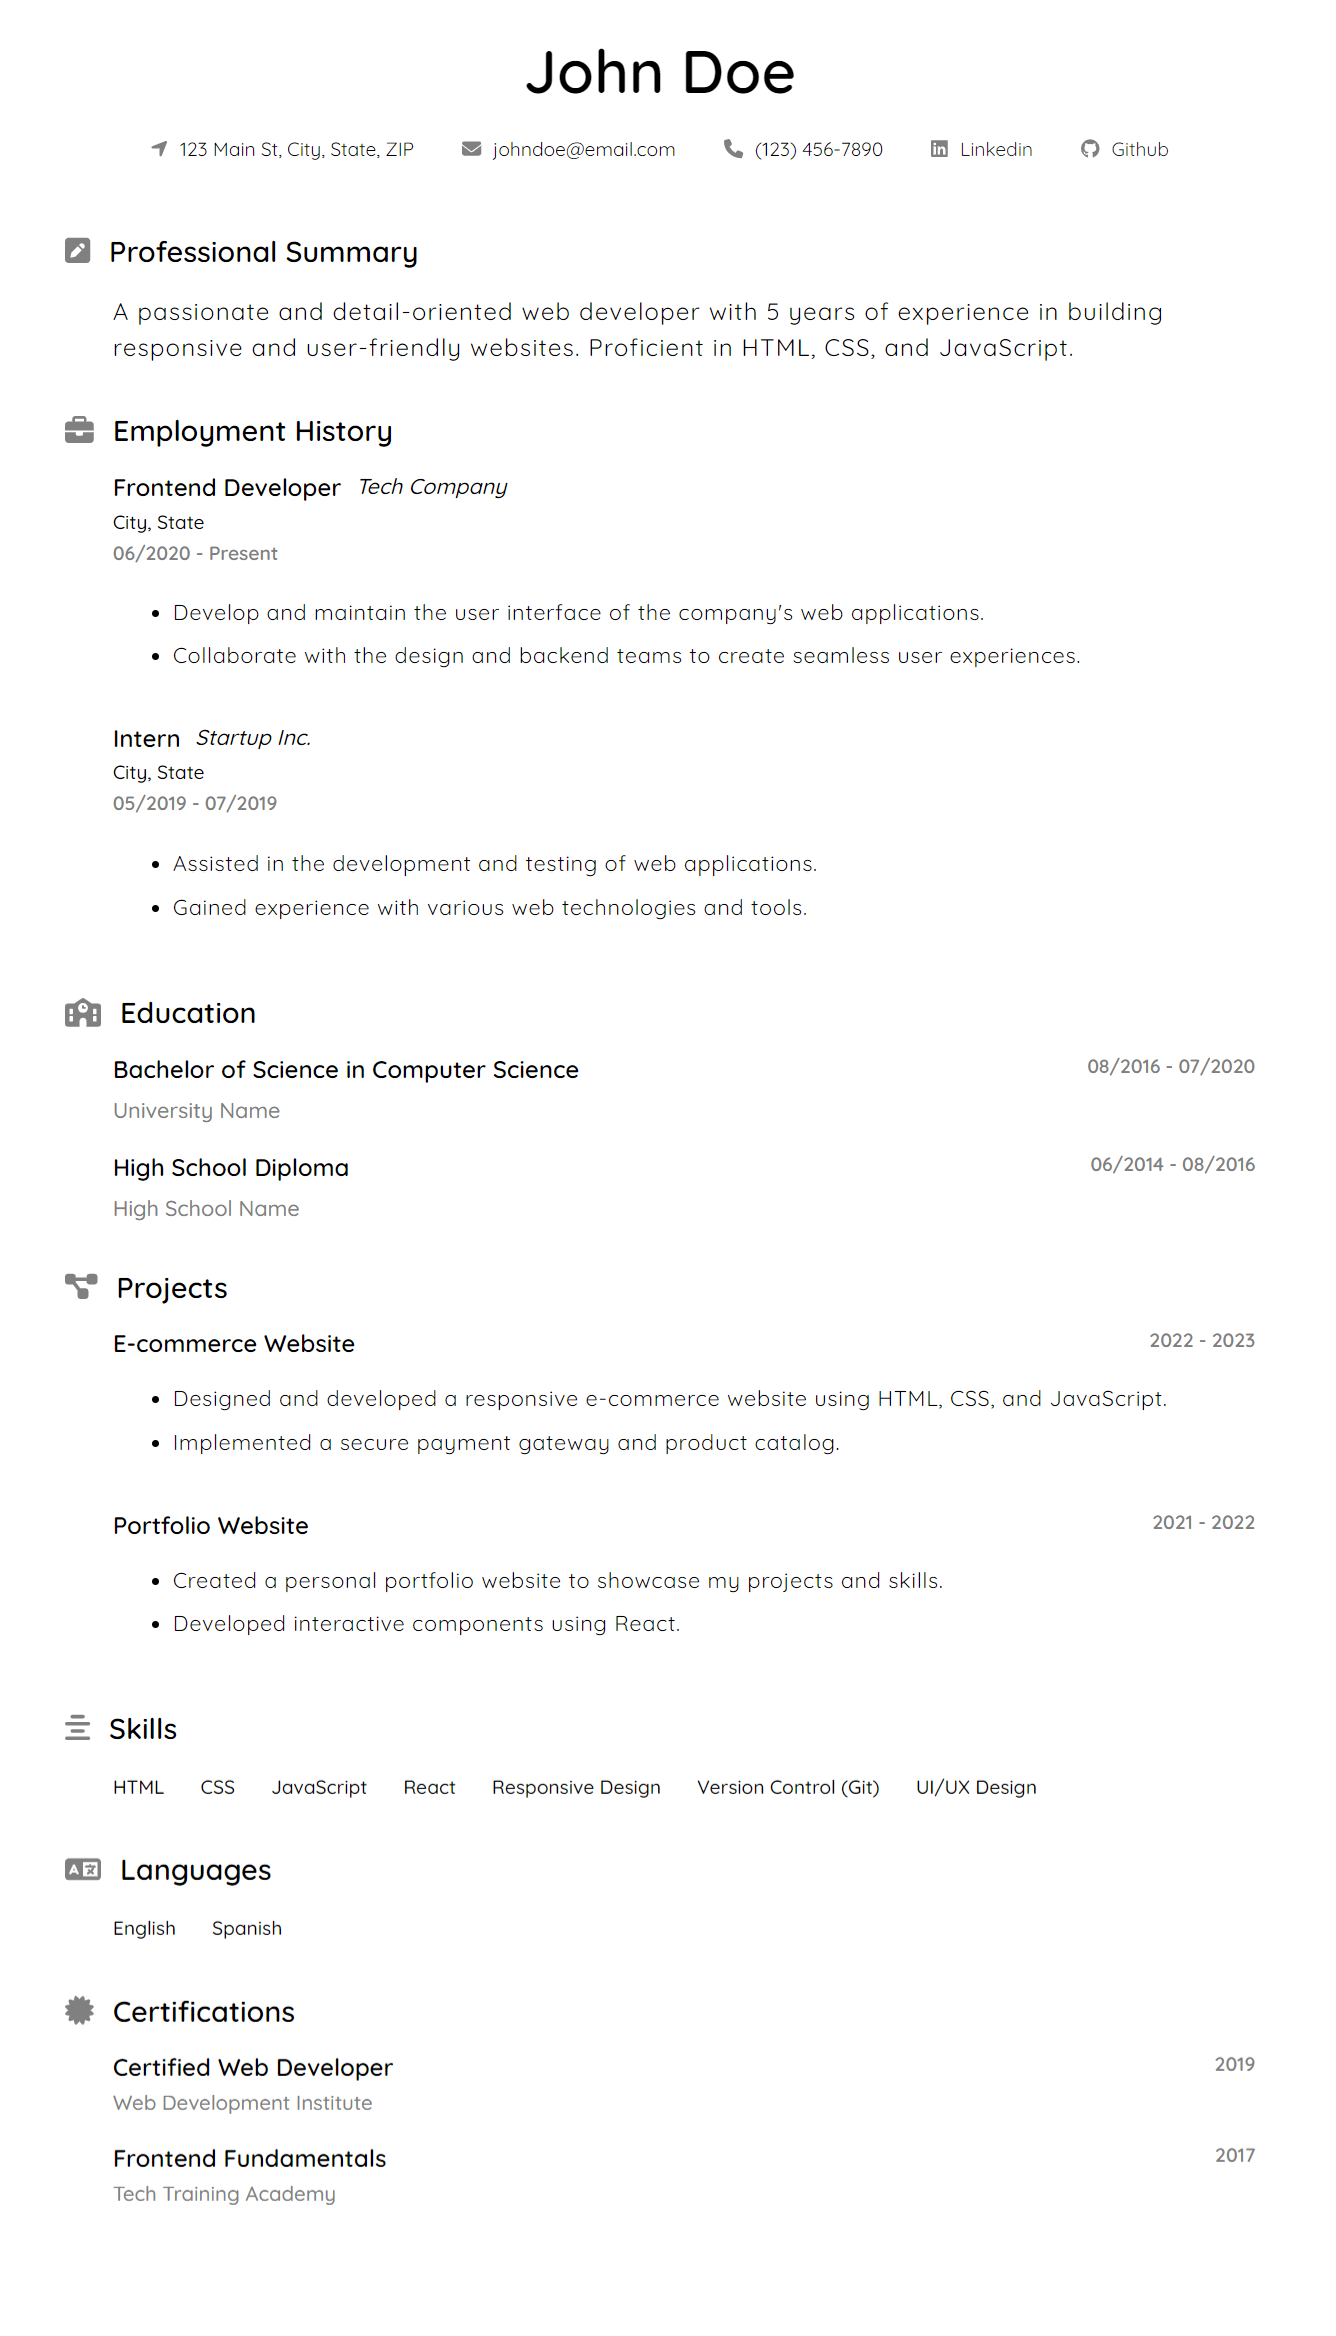 John Doe
123 Main St, City, State, ZIP johndoe@email.com (123) 456-7890 Linkedin Github
Professional Summary
A passionate and detail-oriented web developer with 5 years of experience in building
responsive and user-friendly websites. Proficient in HTML, CSS, and JavaScript.
Employment History
Frontend Developer Tech Company
City, State
06/2020 - Present
• Develop and maintain the user interface of the company's web applications.
• Collaborate with the design and backend teams to create seamless user experiences.
Intern Startup Inc.
City, State
05/2019 - 07/2019
• Assisted in the development and testing of web applications.
• Gained experience with various web technologies and tools.
Education
Bachelor of Science in Computer Science 08/2016 - 07/2020
University Name
High School Diploma 06/2014 - 08/2016
High School Name
Projects
E-commerce Website 2022 - 2023
• Designed and developed a responsive e-commerce website using HTML, CSS, and JavaScript.
• Implemented a secure payment gateway and product catalog.
Portfolio Website 2021 - 2022
• Created a personal portfolio website to showcase my projects and skills.
• Developed interactive components using React.
Skills
HTML CSS JavaScript React Responsive Design Version Control (Git) UI/UX Design
Languages
English Spanish
Certifications
Certified Web Developer 2019
Web Development Institute
Frontend Fundamentals 2017
Tech Training Academy